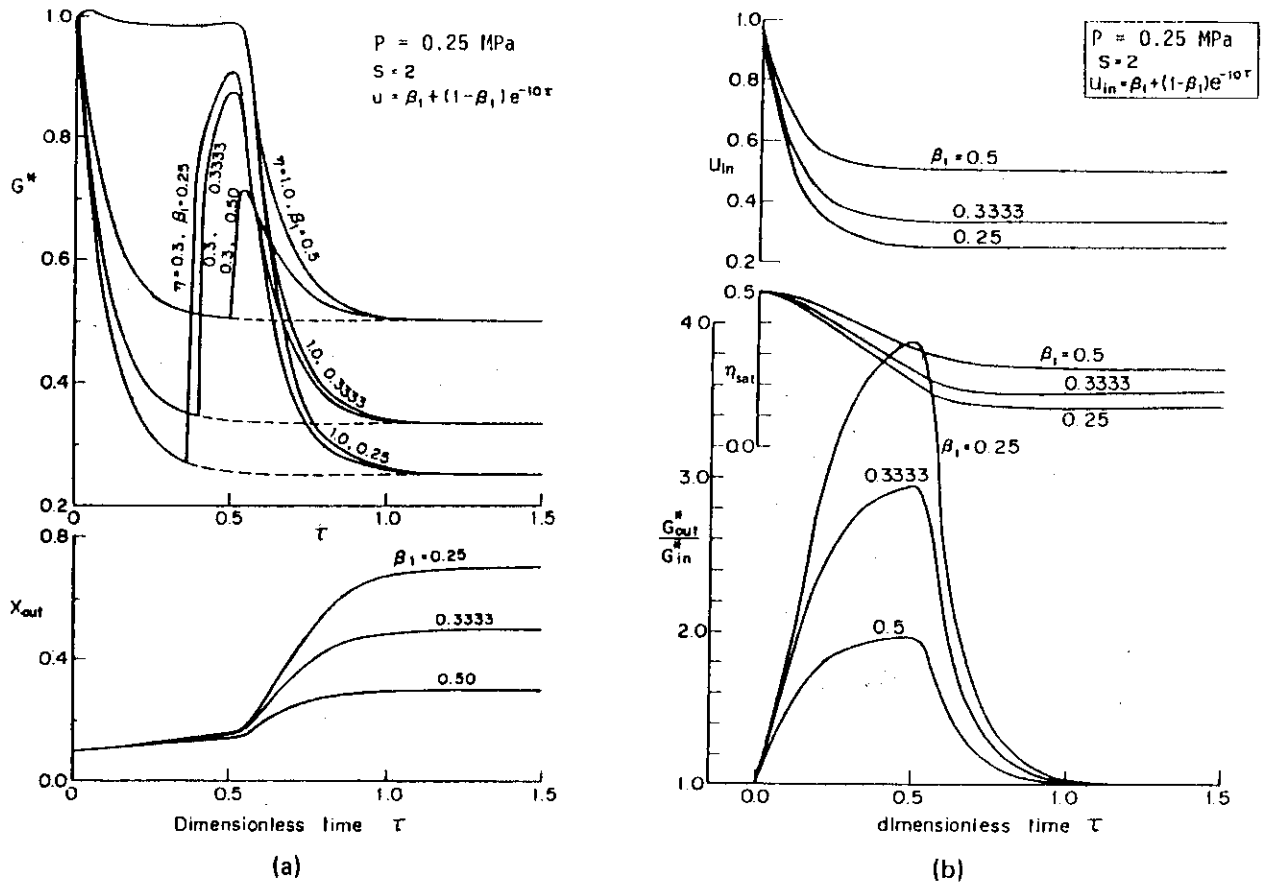 1.0
0.8
G*
0.6
0.4
0.2
P = 0.25 MPa
S = 2
u = β₁ + (1-β₁) e^-10τ
η=0.3, β₁=0.25
0.3, 0.3333
0.3, 0.50
η=1.0, β₁=0.5
1.0, 0.3333
1.0, 0.25
0 0.5 1.0 1.5
τ
0.8
X out
0.4
0.0
β₁ = 0.25
0.3333
0.50
0 0.5 1.0 1.5
Dimensionless time τ
(a)
1.0
0.8
0.6
U in
0.4
0.2
P = 0.25 MPa
S = 2
u in = β₁ + (1-β₁) e^-10τ
β₁ = 0.5
0.3333
0.25
0.5
η sat
0.0
β₁ = 0.5
0.3333
0.25
4.0
3.0
G*out
G*in
2.0
1.0
β₁ = 0.25
0.3333
0.5
0.0 0.5 1.0 1.5
dimensionless time τ
(b)